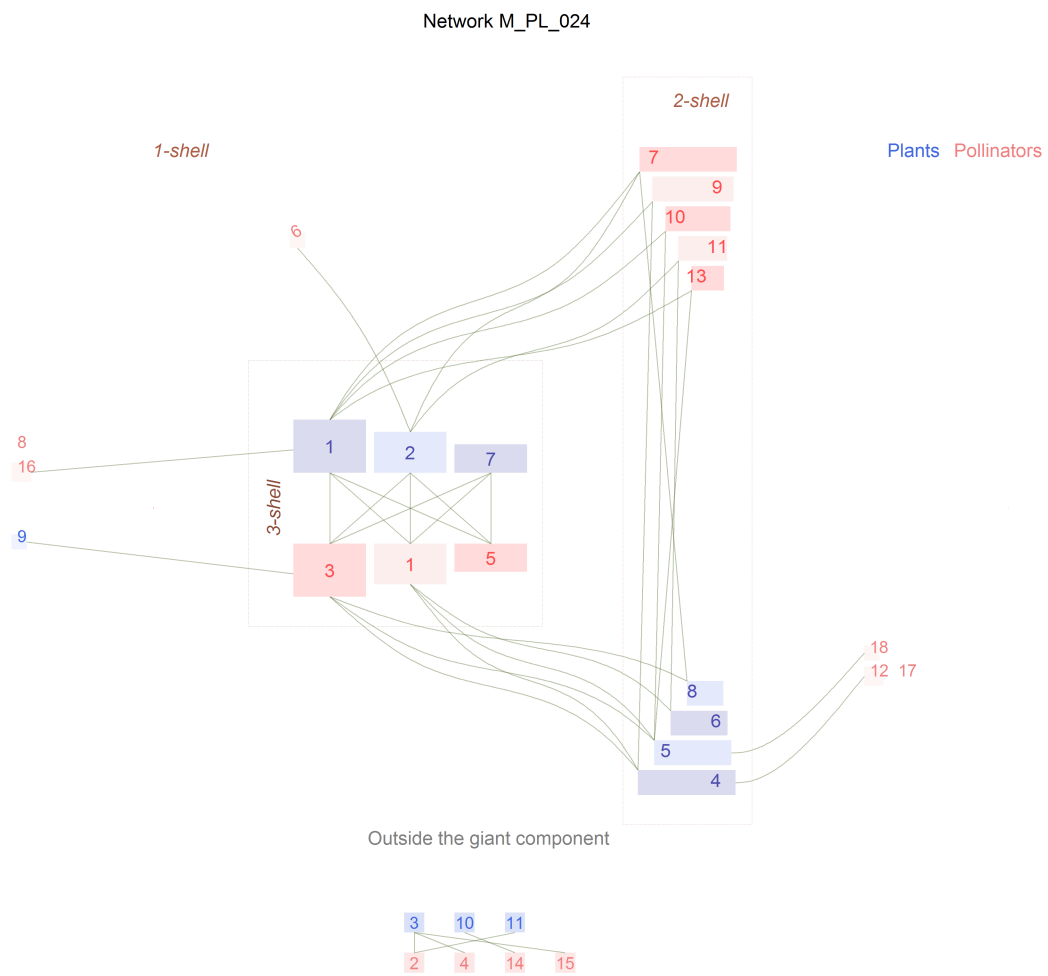 Network M_PL_024
2-shell
1-shell
Plants Pollinators
7
9
10
11
13
6
8
16
9
1 2 7
3-shell
3 1 5
18
12 17
8
6
5
4
Outside the giant component
3 10 11
2 4 14 15